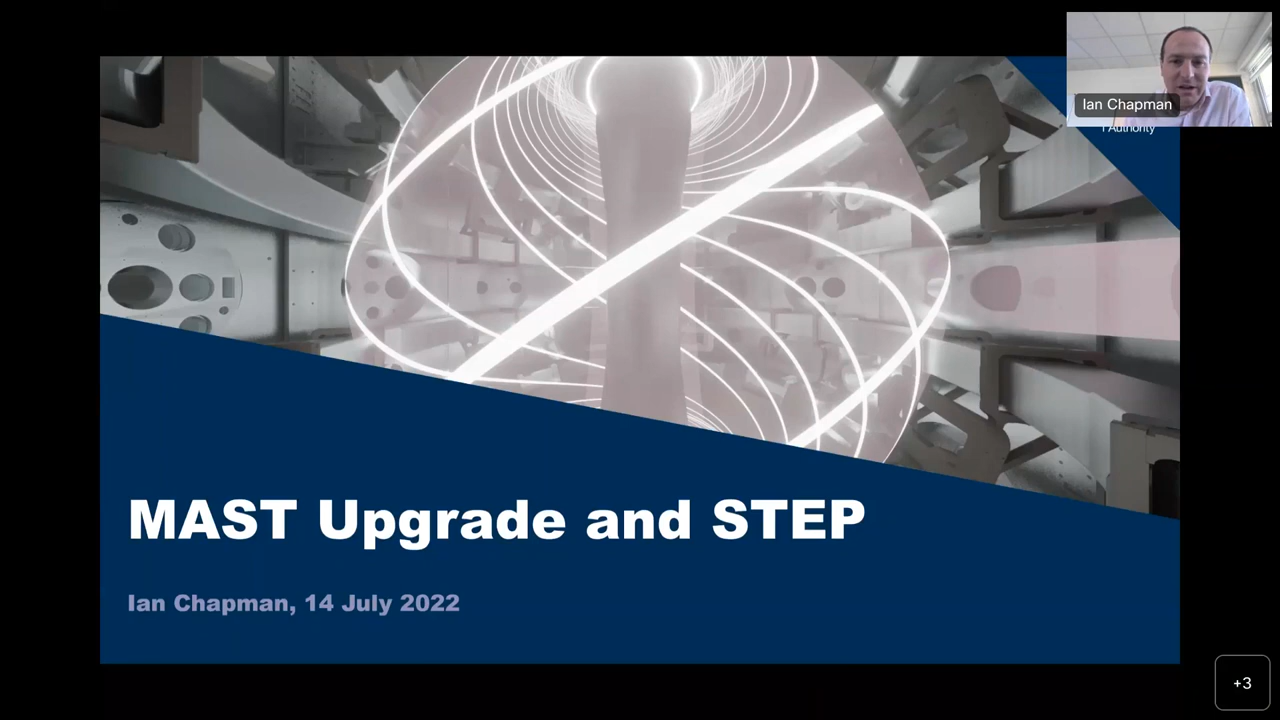 Ian Chapman
Authority
MAST Upgrade and STEP
Ian Chapman, 14 July 2022
+3